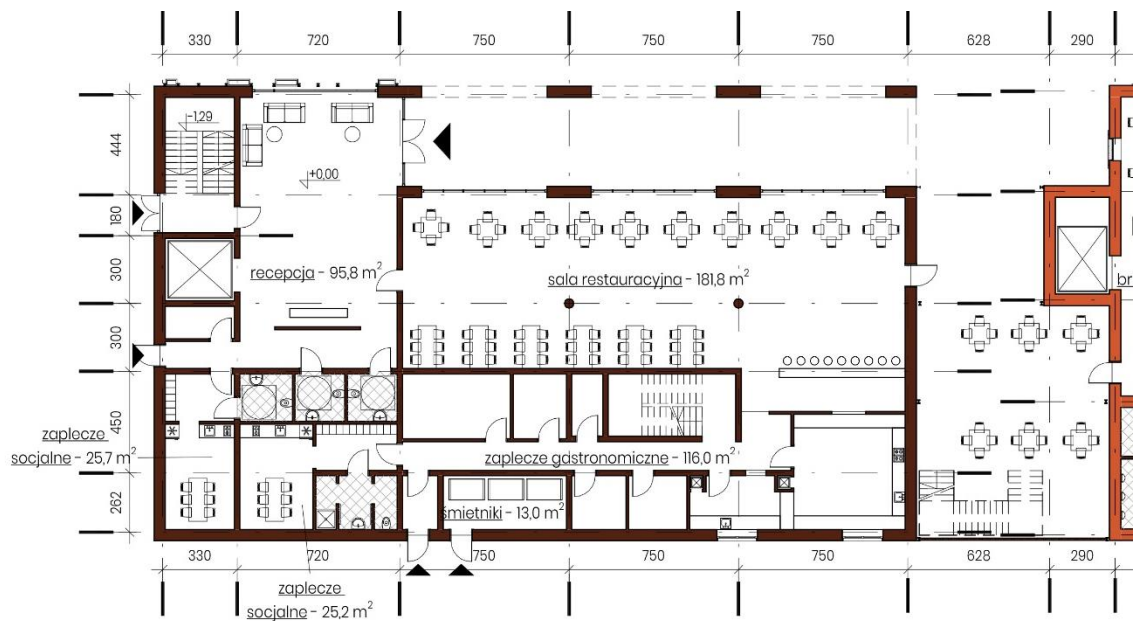 330 720 750 750 750 628 290
-1,29
444
+0,00
180
300
recepcja - 95,8 m²
sala restauracyjna - 181,8 m²
br
300
450
zaplecze
socjalne - 25,7 m²
zaplecze gastronomiczne - 116,0 m²
262
śmietniki - 13,0 m²
330 720 750 750 750 628 290
zaplecze
socjalne - 25,2 m²